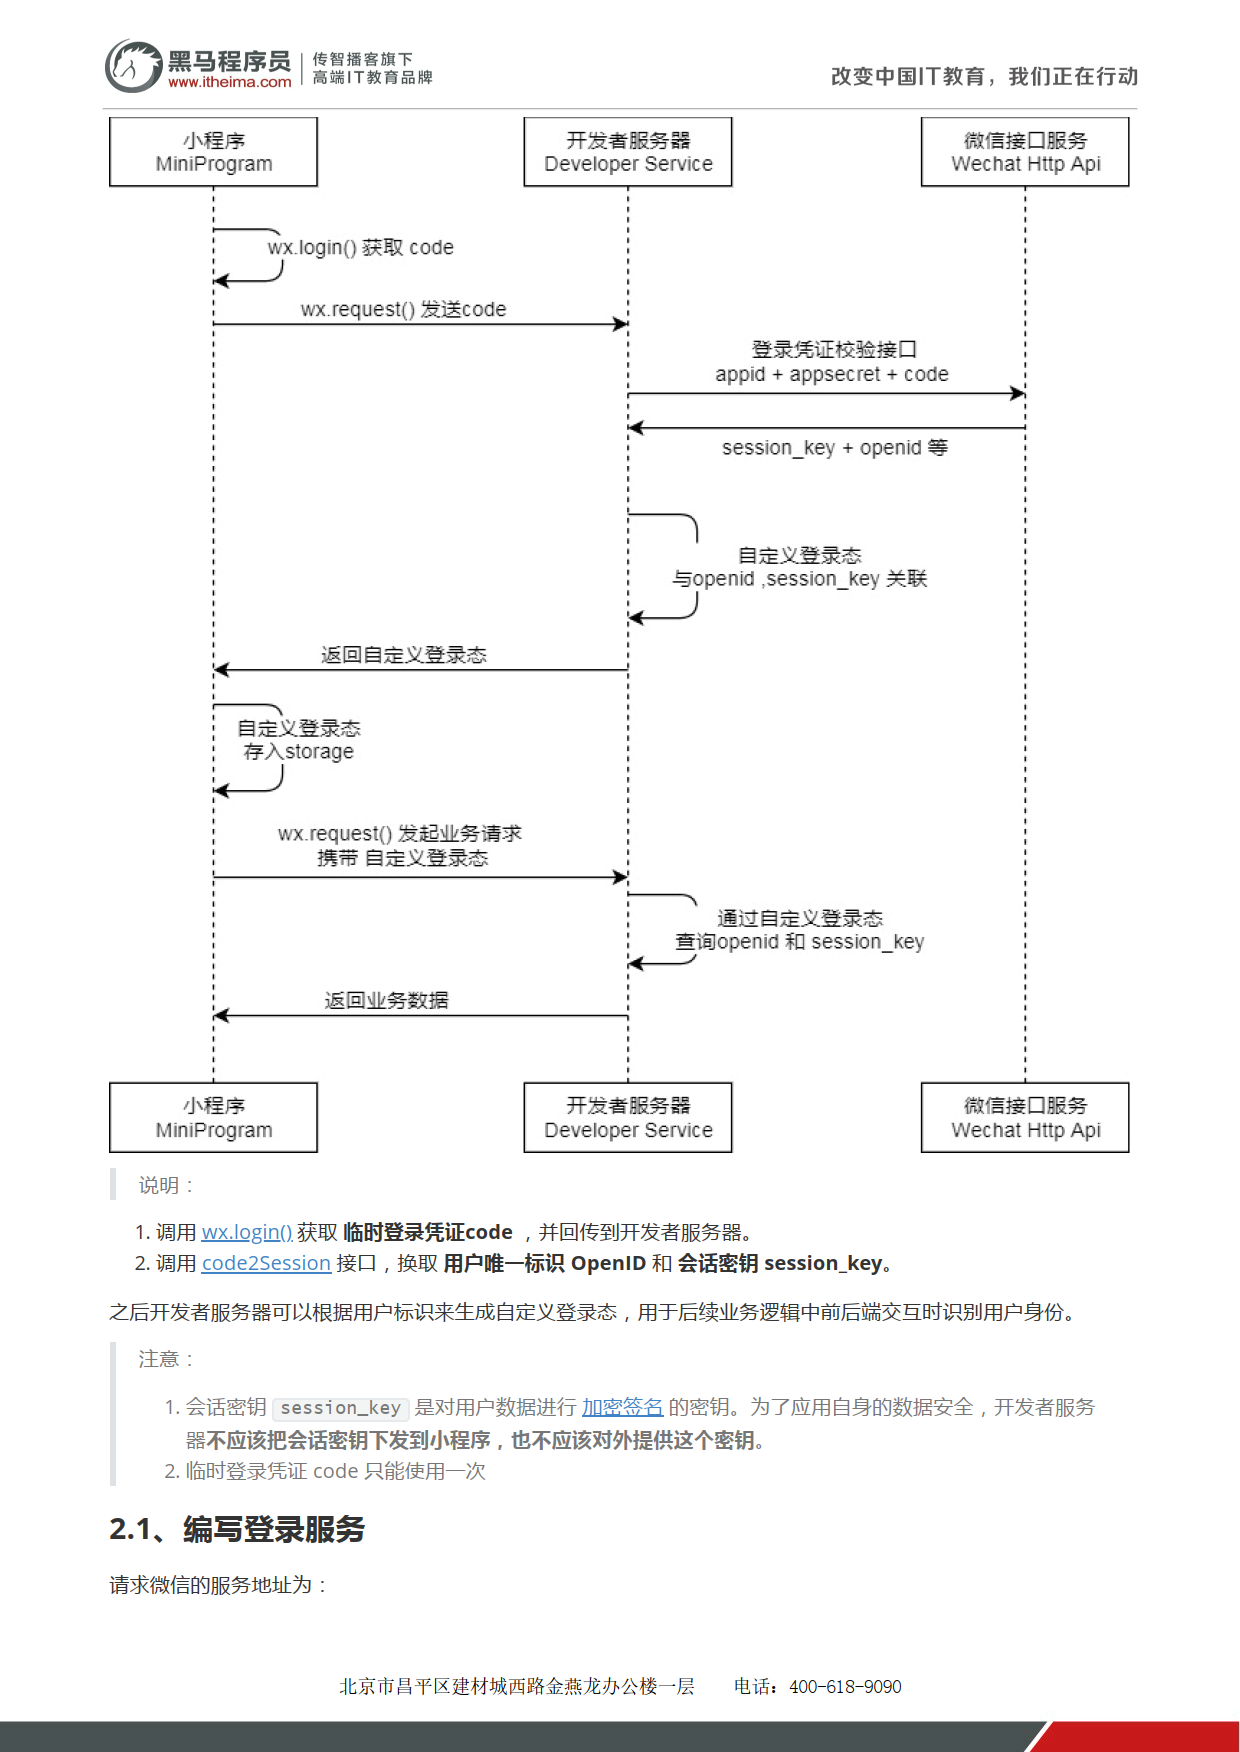 黑马程序员
www.itheima.com
传智播客旗下
高端IT教育品牌
改变中国IT教育，我们正在行动
小程序
MiniProgram
开发者服务器
Developer Service
微信接口服务
Wechat Http Api
wx.login() 获取 code
wx.request() 发送code
登录凭证校验接口
appid + appsecret + code
session_key + openid 等
自定义登录态
与openid ,session_key 关联
返回自定义登录态
自定义登录态
存入storage
wx.request() 发起业务请求
携带 自定义登录态
通过自定义登录态
查询openid 和 session_key
返回业务数据
小程序
MiniProgram
开发者服务器
Developer Service
微信接口服务
Wechat Http Api
说明：
1. 调用 wx.login() 获取 临时登录凭证code ，并回传到开发者服务器。
2. 调用 code2Session 接口，换取 用户唯一标识 OpenID 和 会话密钥 session_key。
之后开发者服务器可以根据用户标识来生成自定义登录态，用于后续业务逻辑中前后端交互时识别用户身份。
注意：
1. 会话密钥 session_key 是对用户数据进行 加密签名 的密钥。为了应用自身的数据安全，开发者服务
器不应该把会话密钥下发到小程序，也不应该对外提供这个密钥。
2. 临时登录凭证 code 只能使用一次
2.1、编写登录服务
请求微信的服务地址为：
北京市昌平区建材城西路金燕龙办公楼一层 电话：400-618-9090